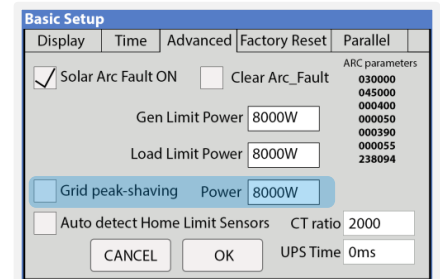 Basic Setup
Display Time Advanced Factory Reset Parallel
Solar Arc Fault ON Clear Arc_Fault
ARC parameters
030000
045000
000400
000050
000390
000055
238094
Gen Limit Power 8000W
Load Limit Power 8000W
Grid peak-shaving Power 8000W
Auto detect Home Limit Sensors CT ratio 2000
CANCEL OK UPS Time 0ms